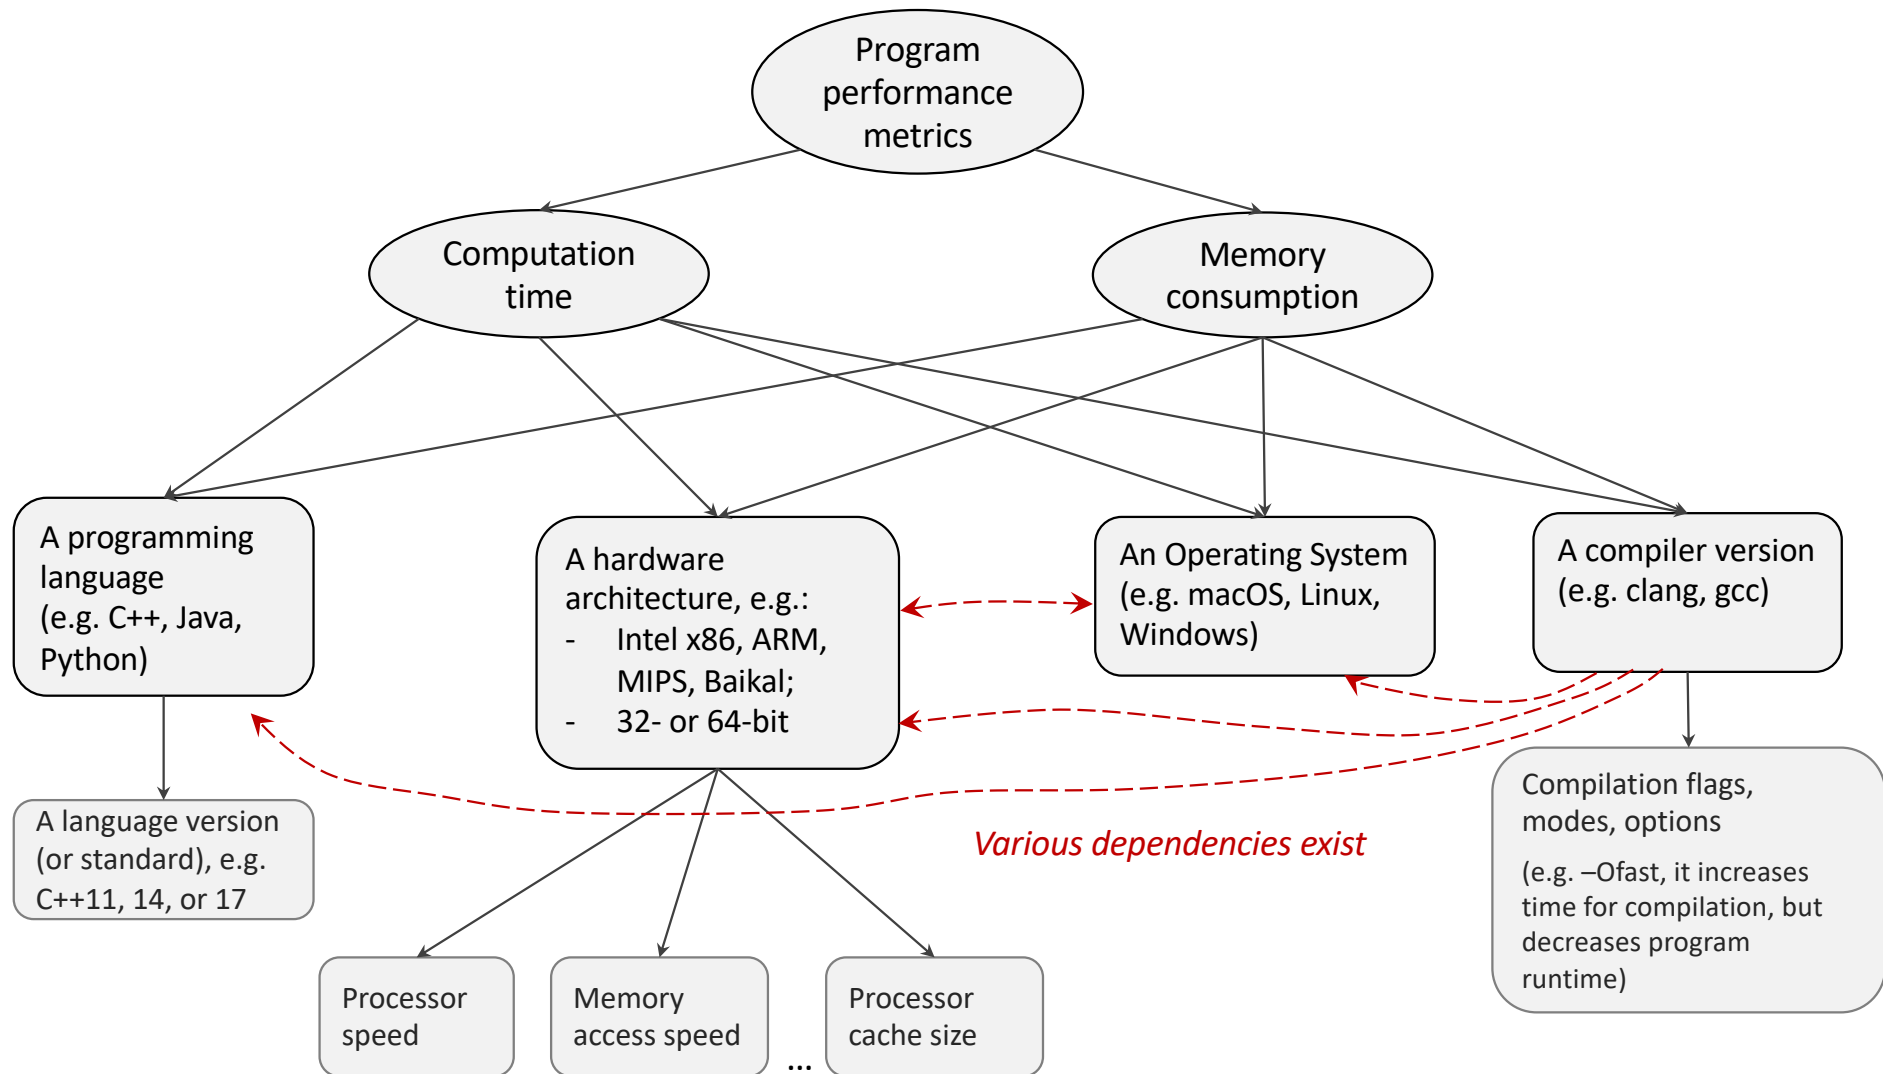 Program
performance
metrics
Computation
time
Memory
consumption
A programming
language
(e.g. C++, Java,
Python)
A hardware
architecture, e.g.:
- Intel x86, ARM,
MIPS, Baikal;
- 32- or 64-bit
An Operating System
(e.g. macOS, Linux,
Windows)
A compiler version
(e.g. clang, gcc)
A language version
(or standard), e.g.
C++11, 14, or 17
Various dependencies exist
Compilation flags,
modes, options
(e.g. –Ofast, it increases
time for compilation, but
decreases program
runtime)
Processor
speed
Memory
access speed
...
Processor
cache size